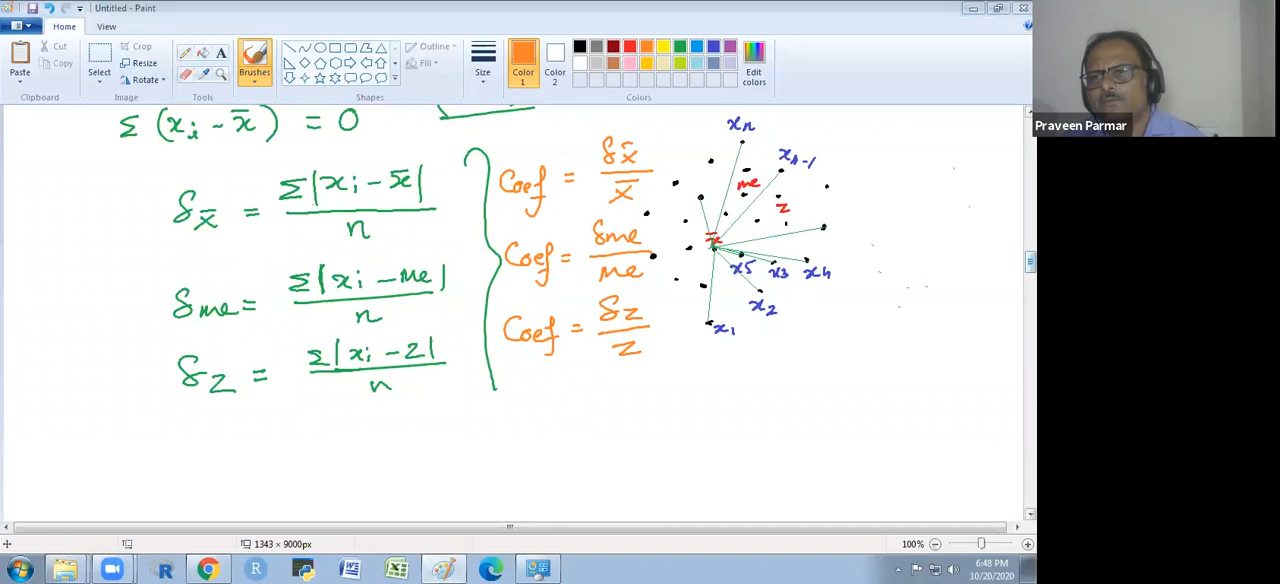 Untitled - Paint
Home View
Cut
Copy
Paste
Clipboard
Select
Crop
Resize
Rotate
Image
A
Tools
Brushes
Outline
Fill
Shapes
Size
Color 1
Color 2
Edit colors
Colors
Praveen Parmar
Σ (xᵢ - x̄) = 0
δx̄ = Σ|xᵢ - x̄| / n
δme = Σ|xᵢ - me| / n
δz = Σ|xᵢ - z| / n
Coef = δx̄ / x̄
Coef = δme / me
Coef = δz / z
xn
xn-1
me
z
x̄
x5
x3
x4
x2
x1
1343 × 9000px
100%
6:48 PM
10/20/2020